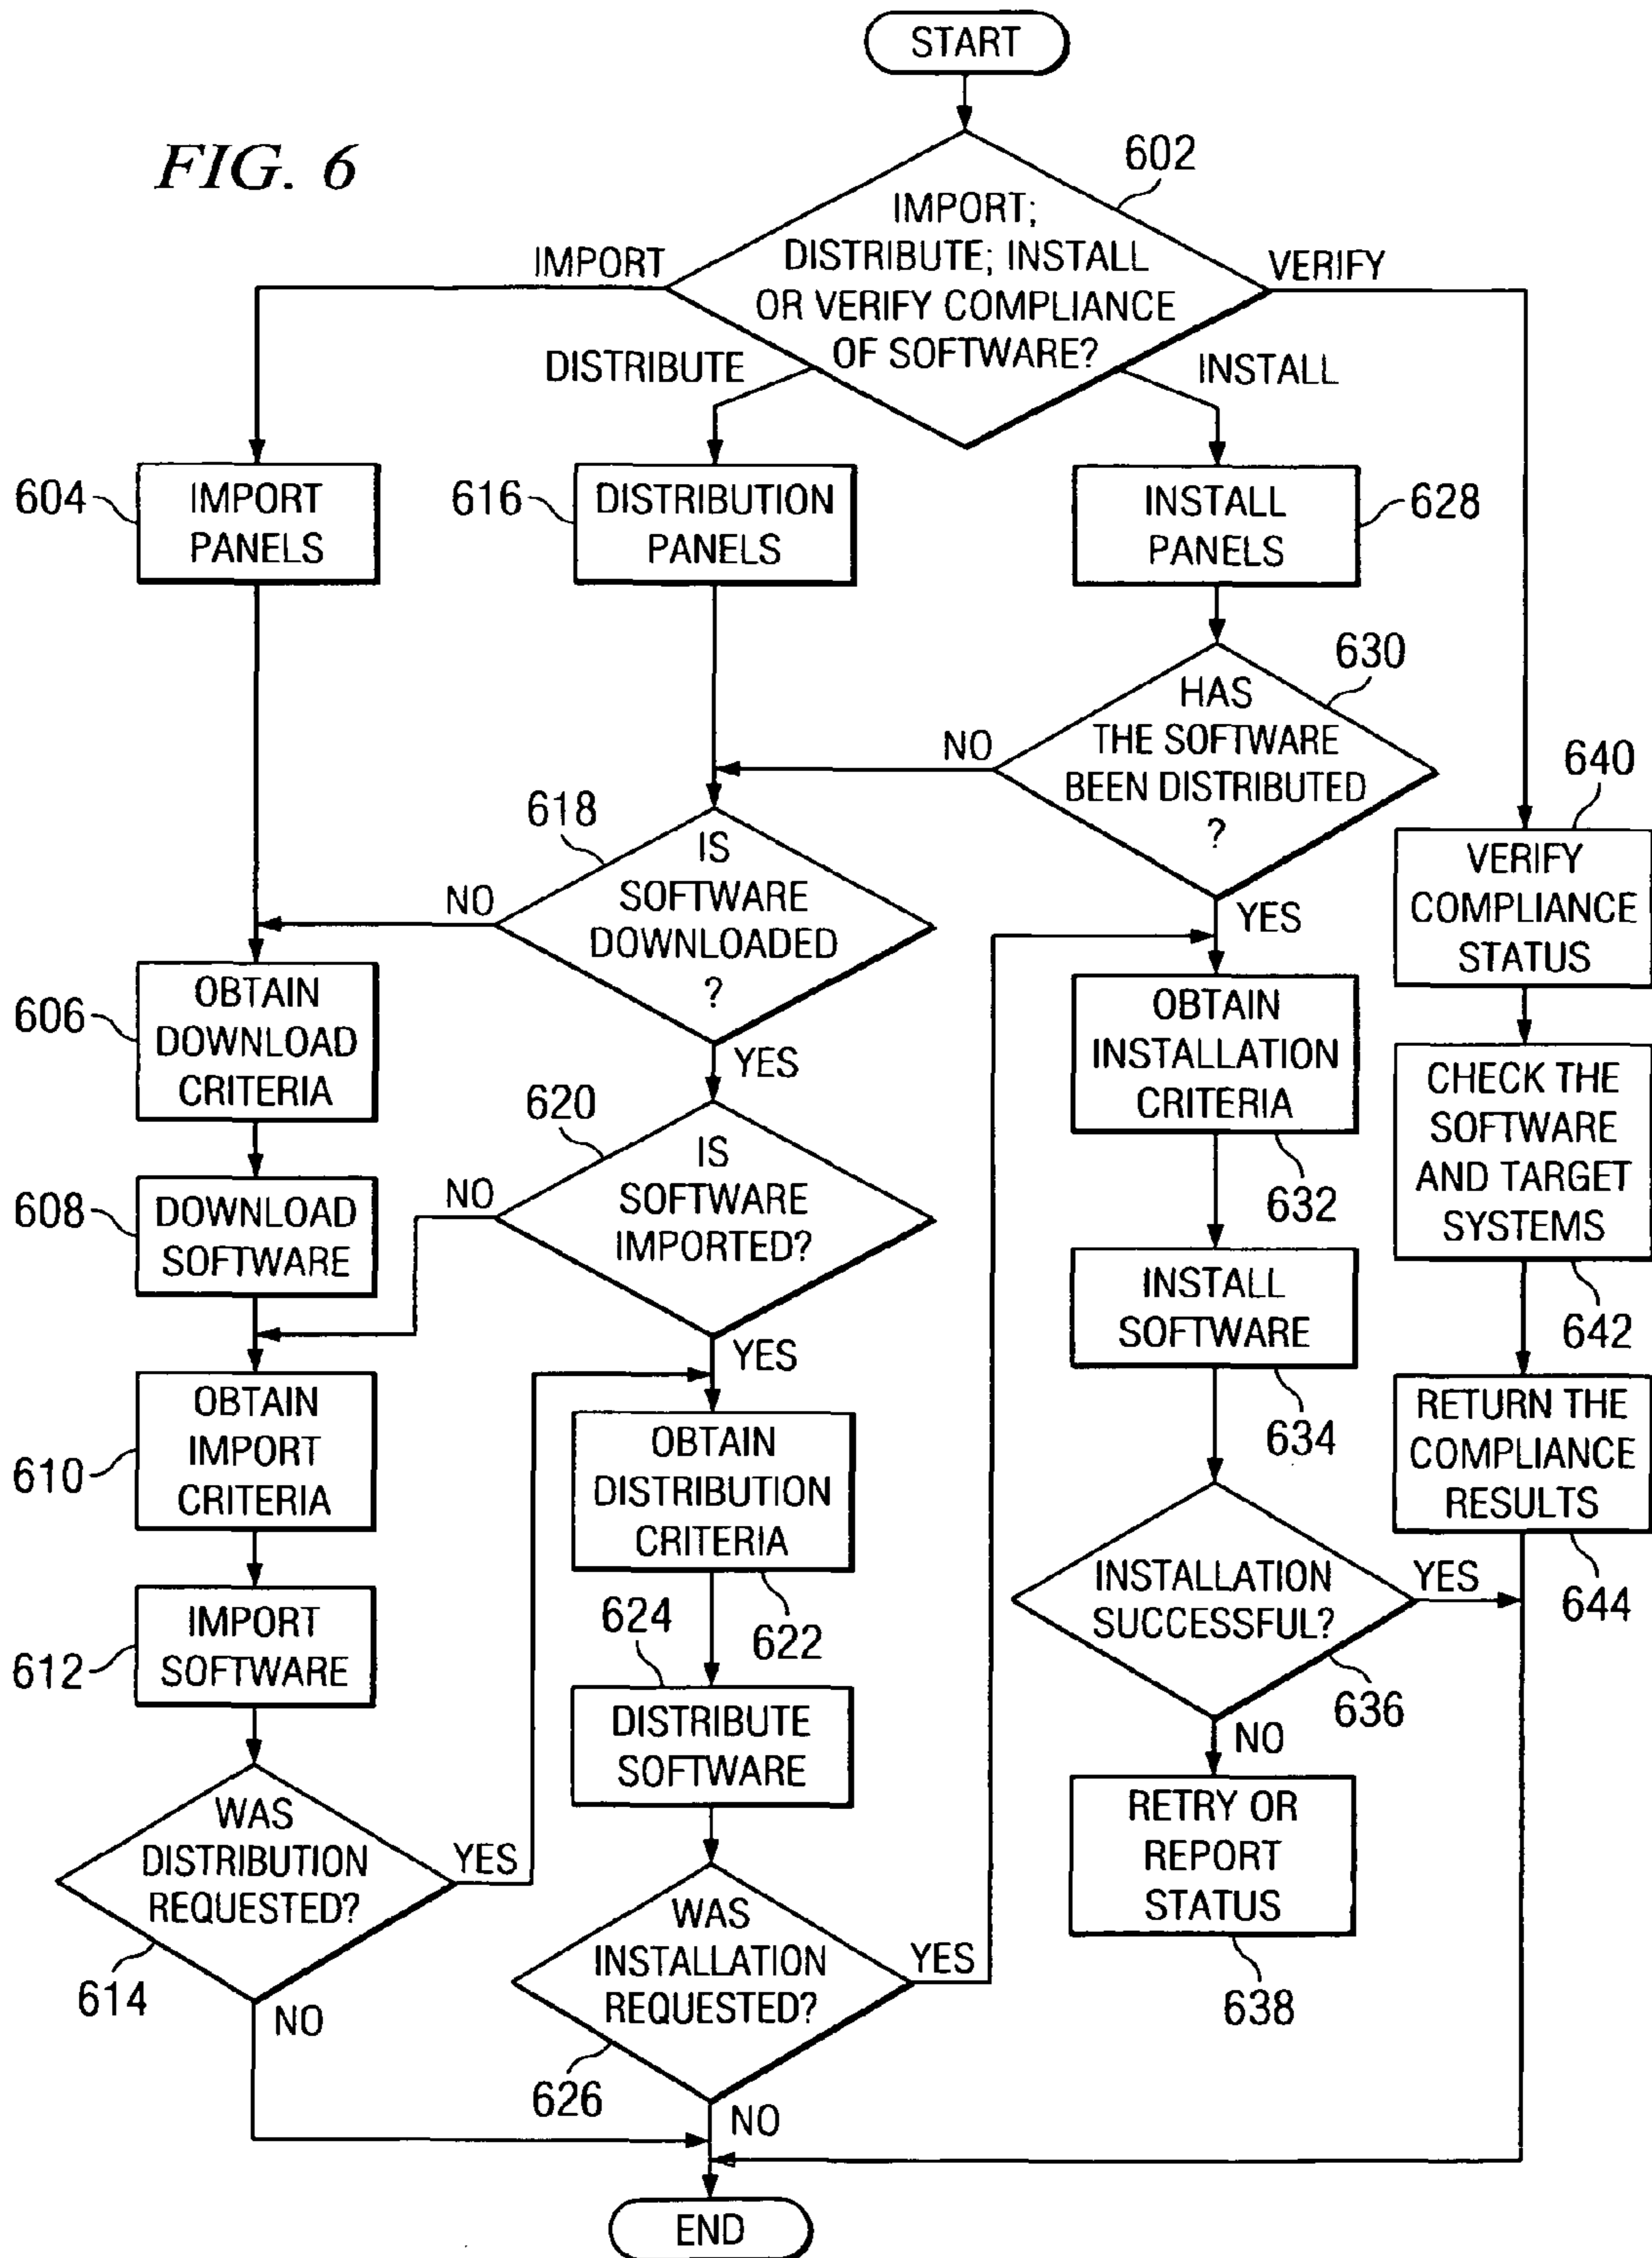 START
FIG. 6
602
IMPORT;
DISTRIBUTE; INSTALL
OR VERIFY COMPLIANCE
OF SOFTWARE?
IMPORT
VERIFY
DISTRIBUTE
INSTALL
604
IMPORT
PANELS
616
DISTRIBUTION
PANELS
INSTALL
PANELS
628
630
HAS
THE SOFTWARE
BEEN DISTRIBUTED
?
NO
YES
640
VERIFY
COMPLIANCE
STATUS
618
IS
SOFTWARE
DOWNLOADED
?
NO
YES
606
OBTAIN
DOWNLOAD
CRITERIA
OBTAIN
INSTALLATION
CRITERIA
632
CHECK THE
SOFTWARE
AND TARGET
SYSTEMS
642
620
IS
SOFTWARE
IMPORTED?
NO
YES
608
DOWNLOAD
SOFTWARE
INSTALL
SOFTWARE
634
RETURN THE
COMPLIANCE
RESULTS
644
610
OBTAIN
IMPORT
CRITERIA
OBTAIN
DISTRIBUTION
CRITERIA
622
INSTALLATION
SUCCESSFUL?
YES
636
NO
612
IMPORT
SOFTWARE
624
DISTRIBUTE
SOFTWARE
RETRY OR
REPORT
STATUS
638
WAS
DISTRIBUTION
REQUESTED?
YES
614
NO
WAS
INSTALLATION
REQUESTED?
YES
626
NO
END